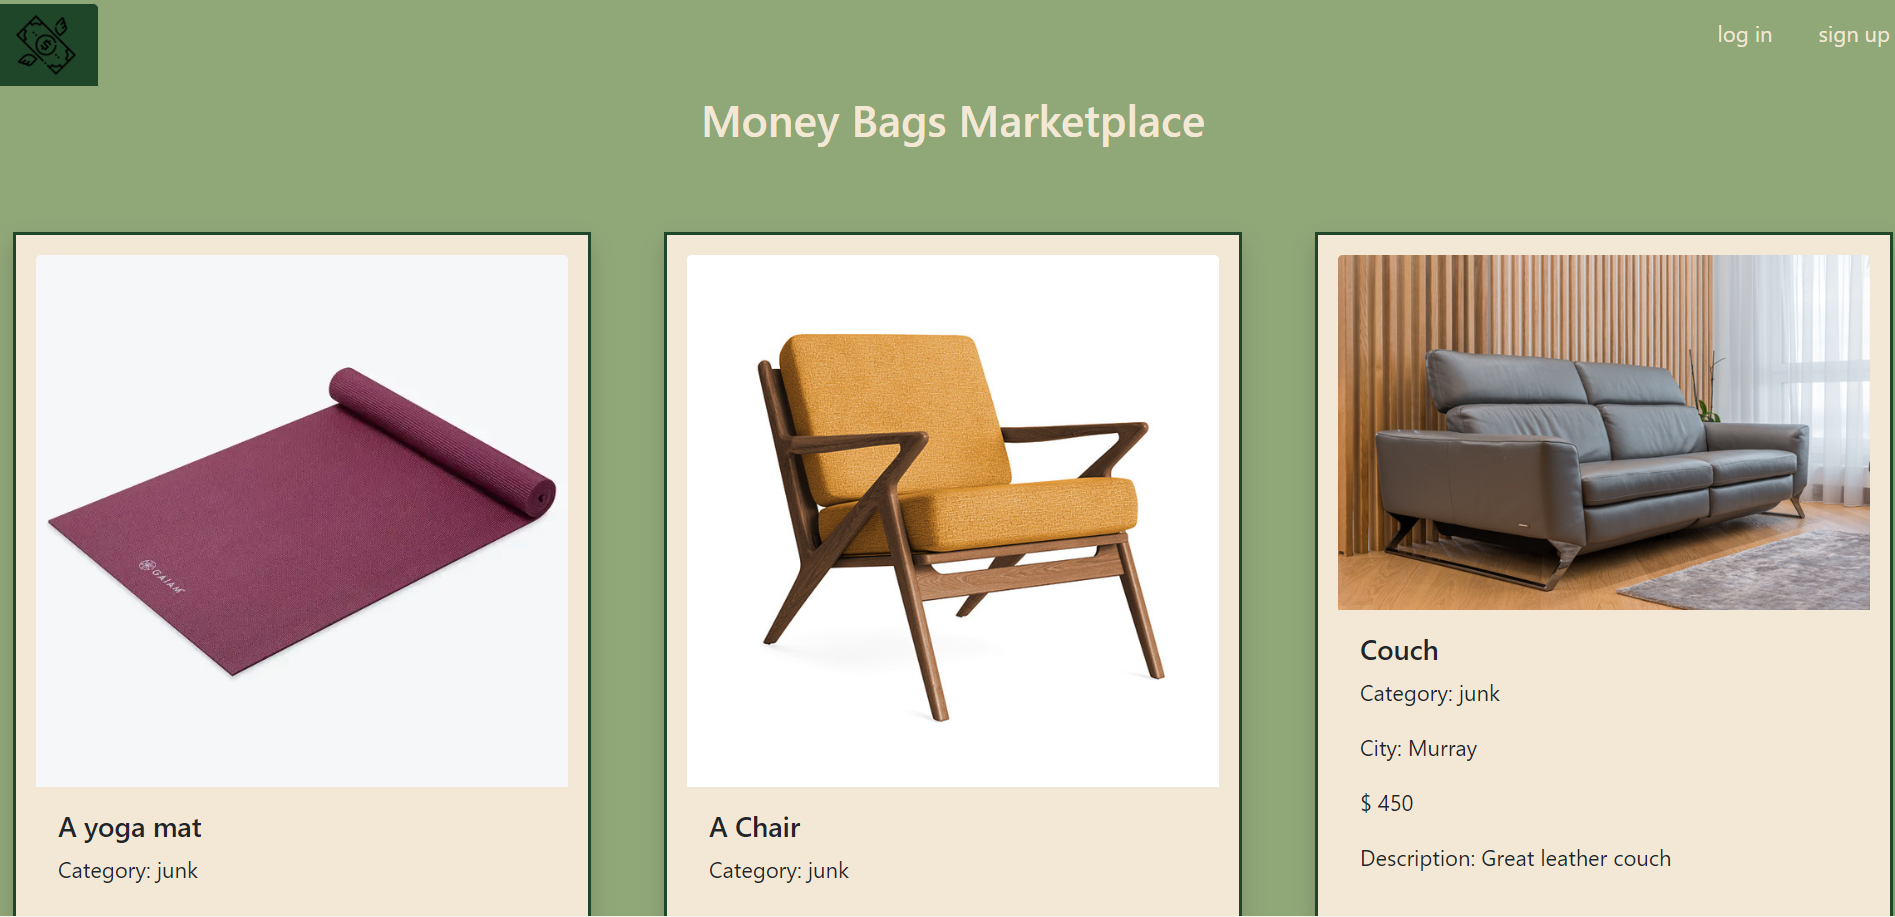 $
log in
sign up
Money Bags Marketplace
GAIAM
A yoga mat
Category: junk
A Chair
Category: junk
Couch
Category: junk
City: Murray
$ 450
Description: Great leather couch